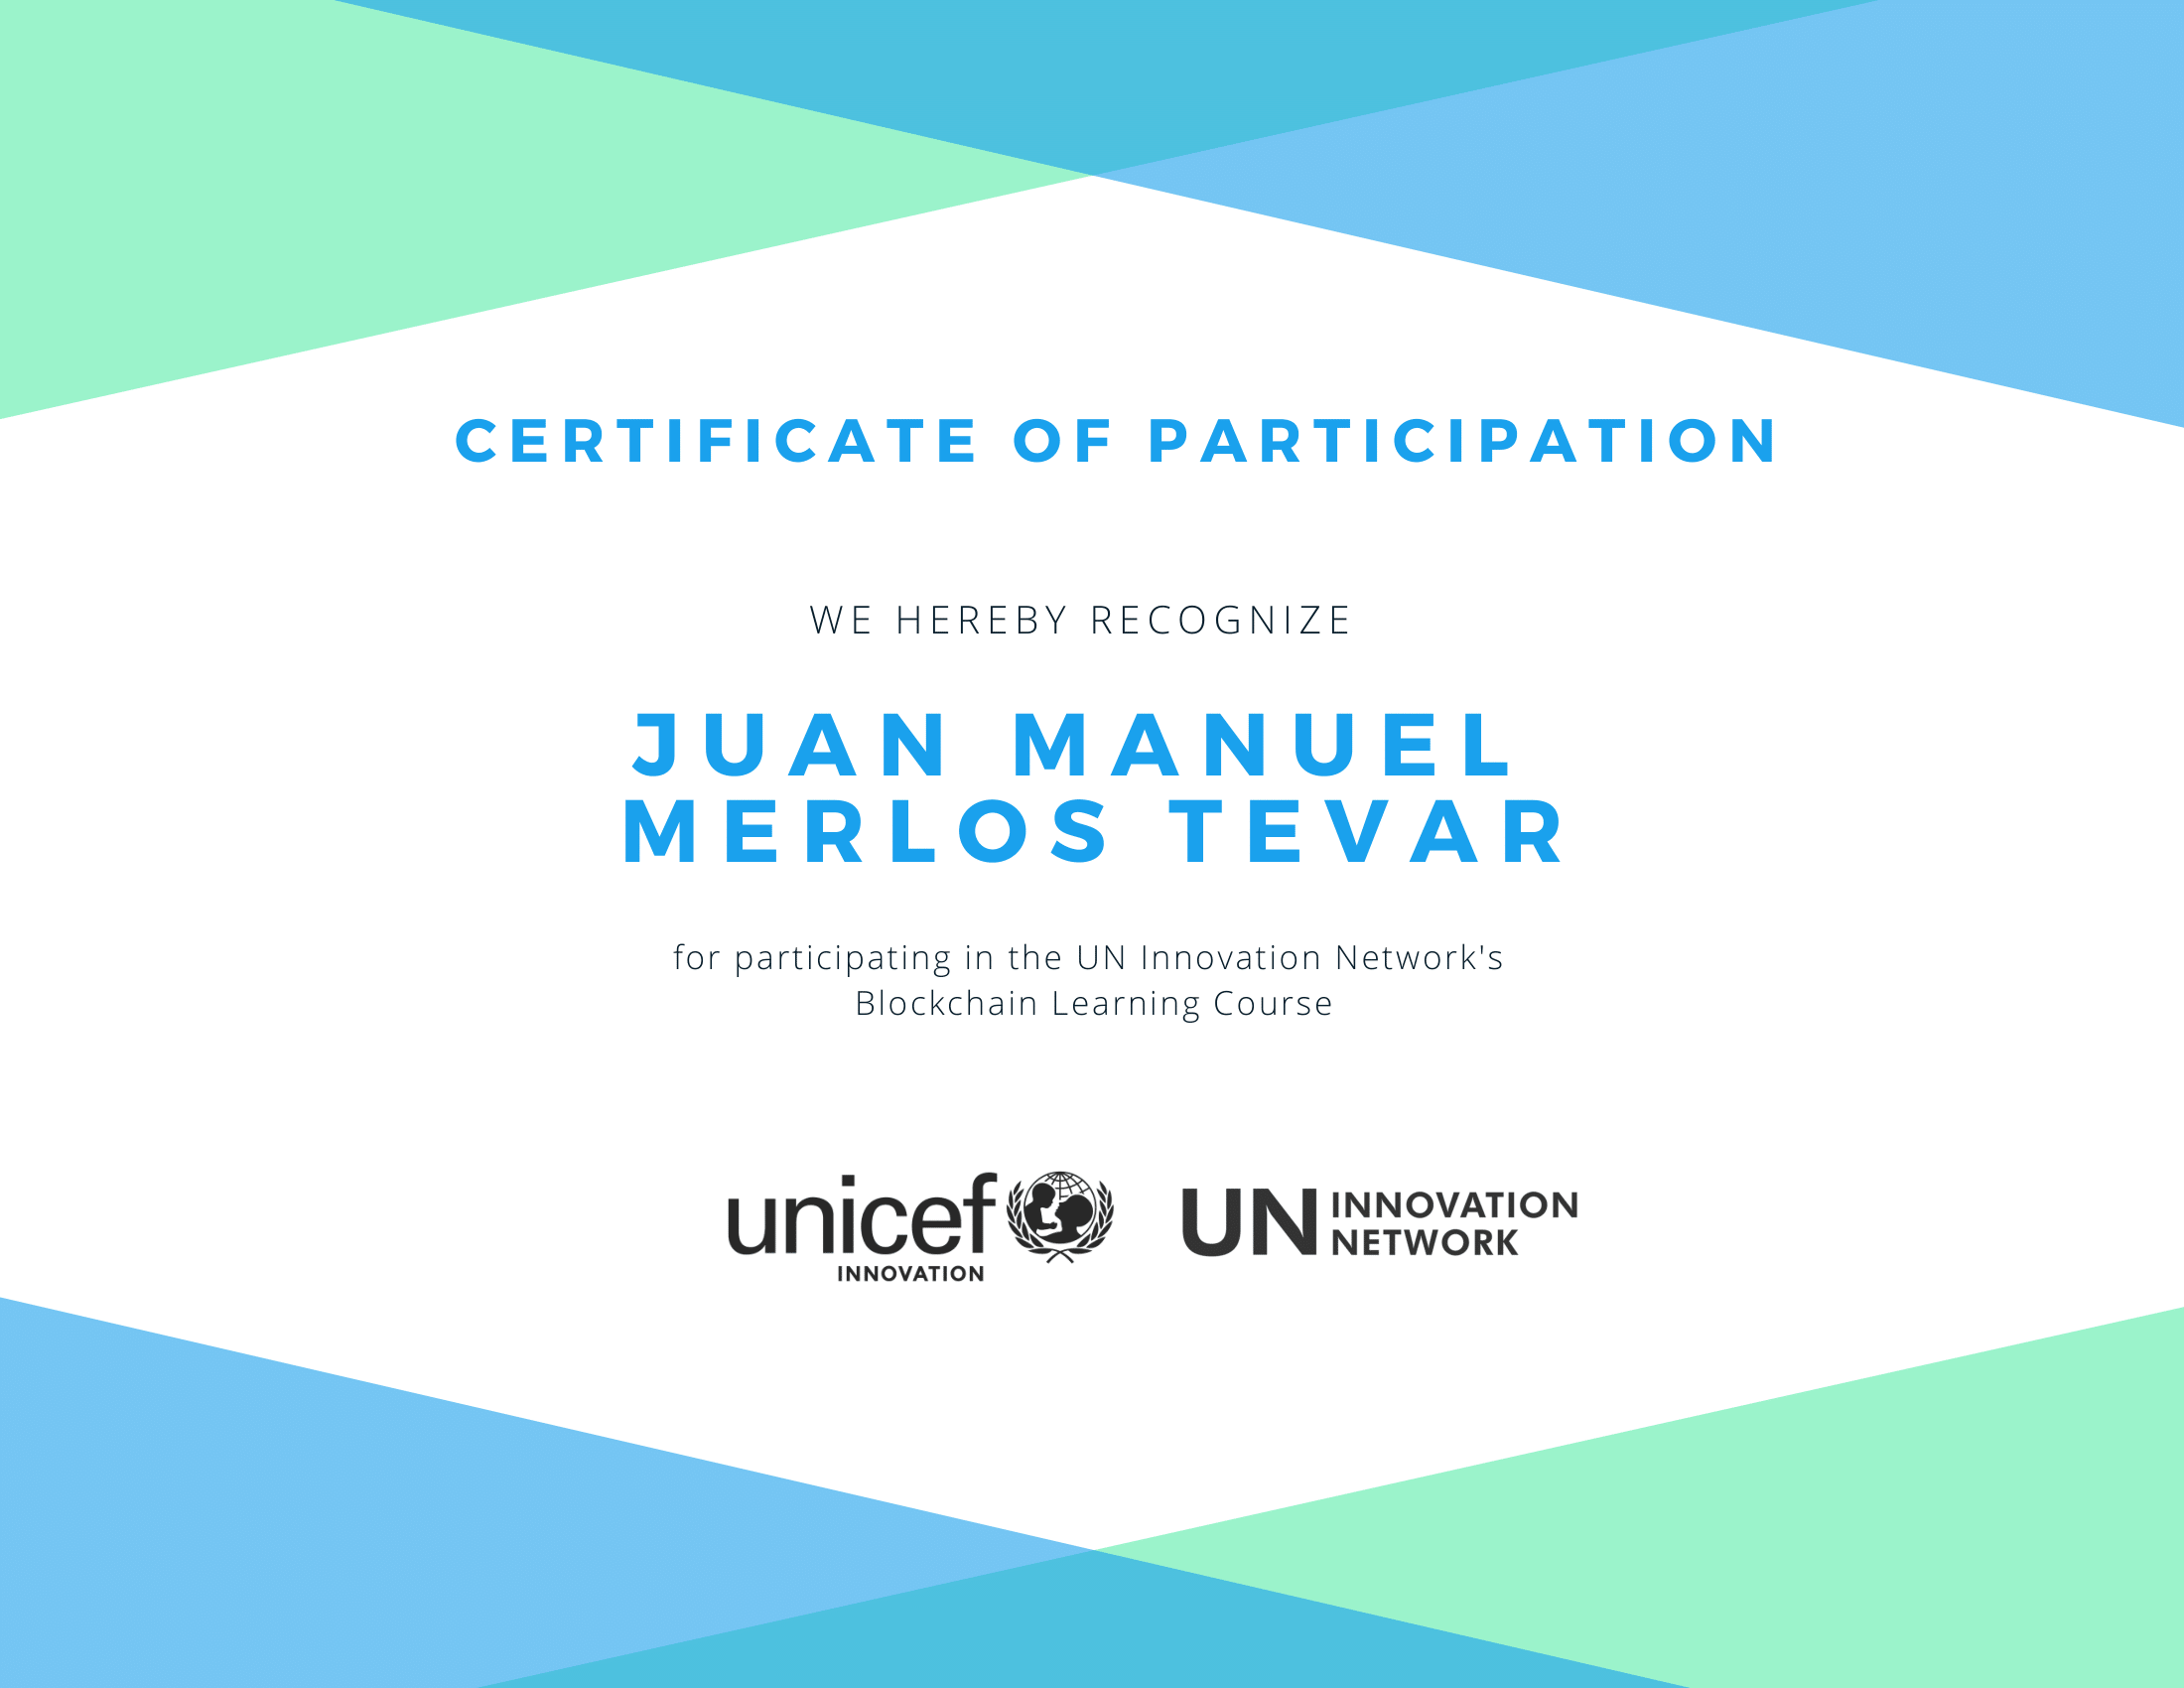 CERTIFICATE OF PARTICIPATION
WE HEREBY RECOGNIZE
JUAN MANUEL
MERLOS TEVAR
for participating in the UN Innovation Network's
Blockchain Learning Course
unicef
INNOVATION
UN INNOVATION
NETWORK